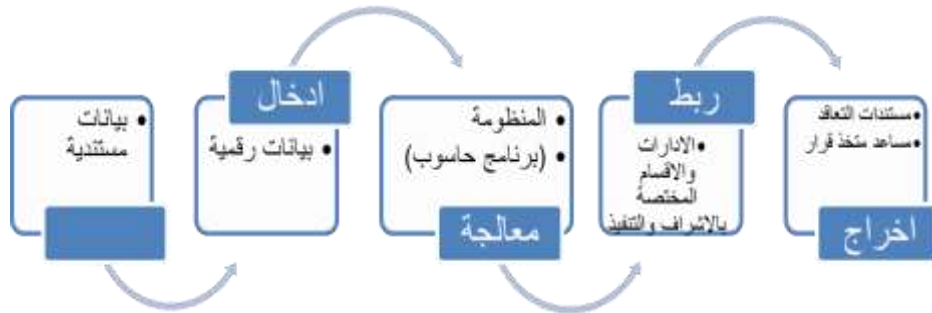 • بيانات
مستندية
ادخال
• بيانات رقمية
• المنظومة
• (برنامج حاسوب)
معالجة
ربط
• الادارات
والاقسام
المختصة
بالاشراف والتنفيذ
• مستندات التعاقد
• مساعد متخذ قرار
اخراج